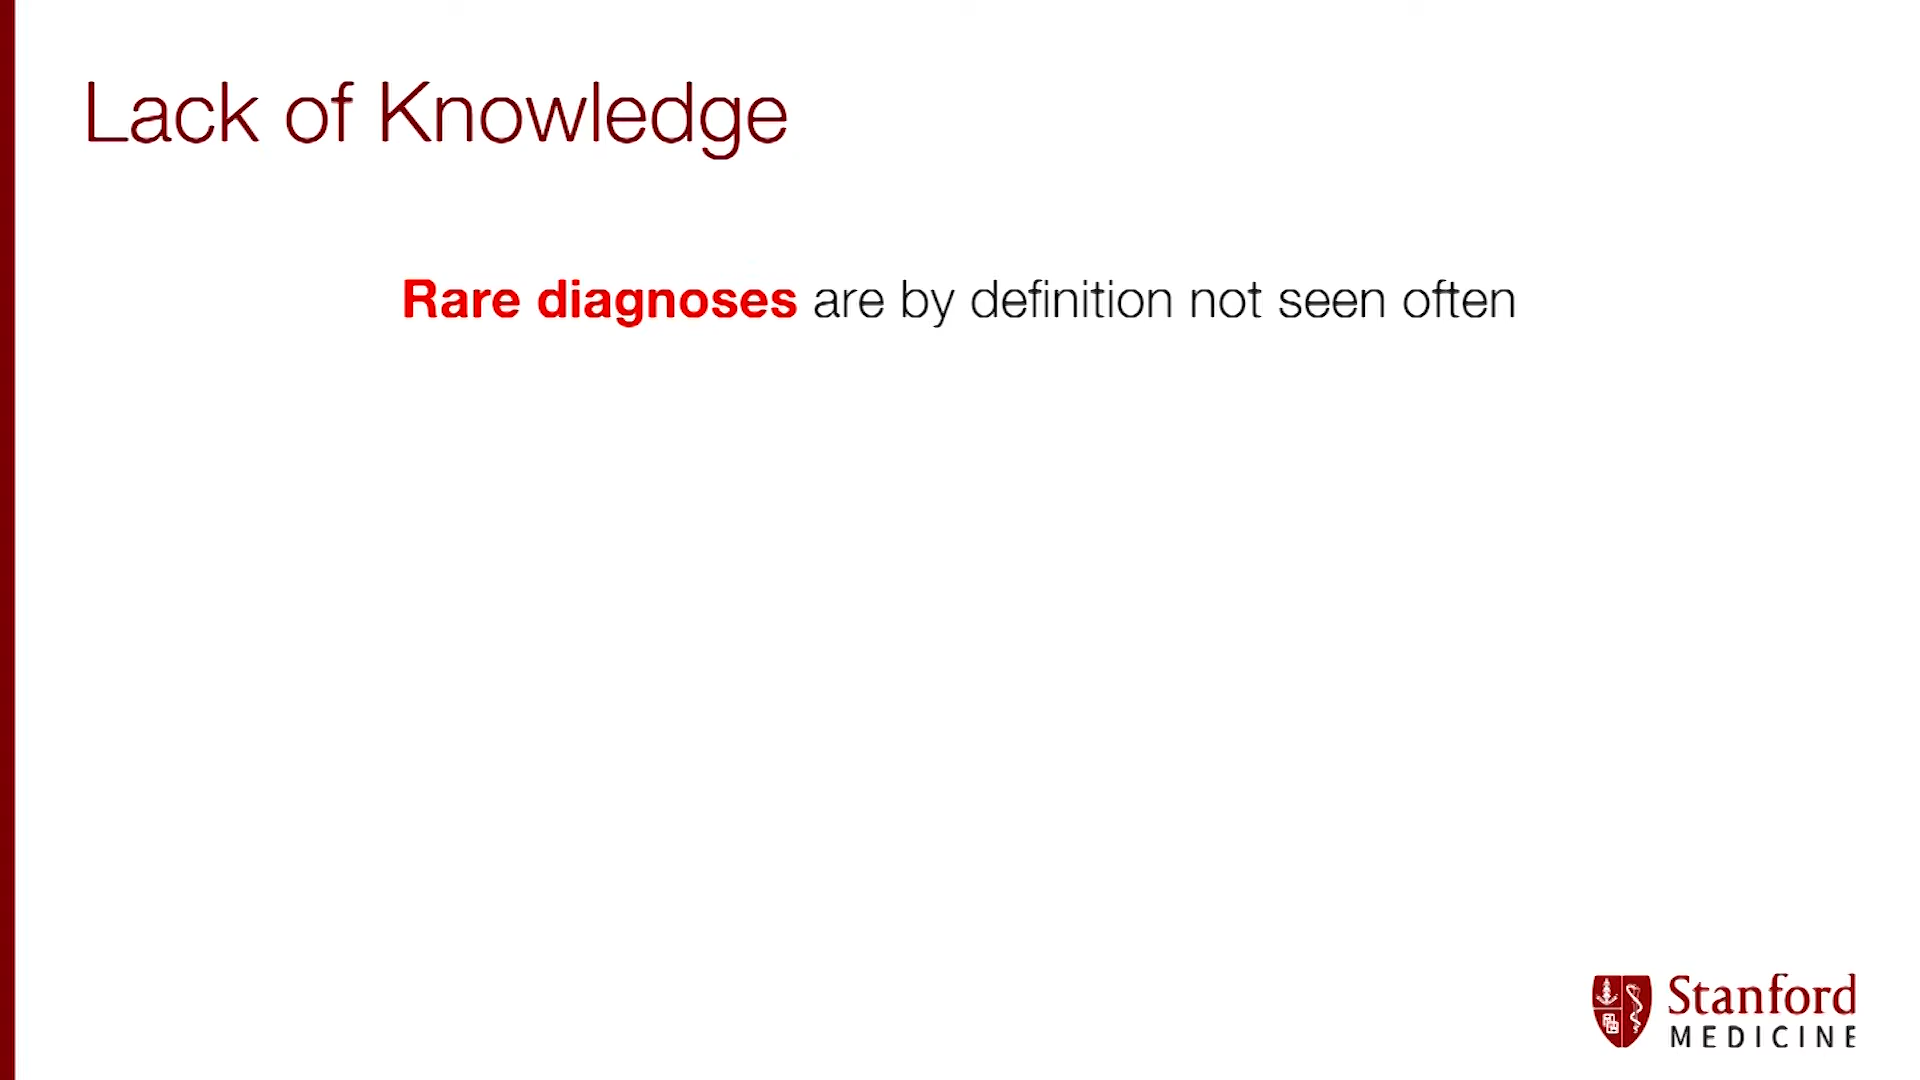 Lack of Knowledge
Rare diagnoses are by definition not seen often
Stanford
MEDICINE